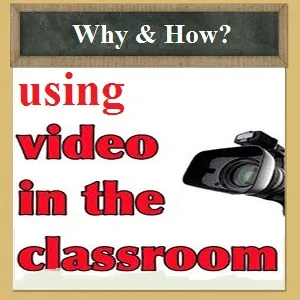 Why & How?
using
video
in the
classroom